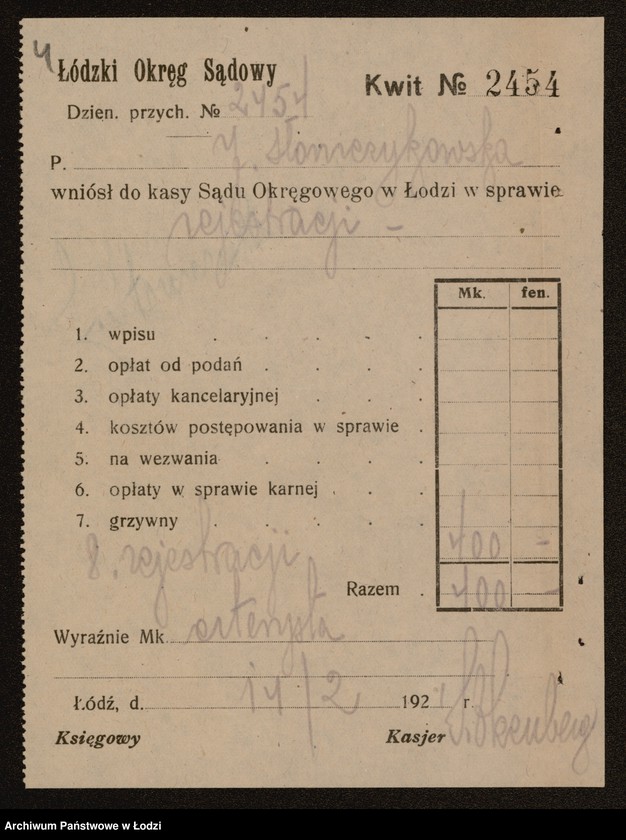 4
Łódzki Okręg Sądowy
Kwit № 2454
Dzien. przych. № 2454
P. J. Słomczykowska
wniósł do kasy Sądu Okręgowego w Łodzi w sprawie
rejestracji -
Mk. fen.
1. wpisu
2. opłat od podań
3. opłaty kancelaryjnej
4. kosztów postępowania w sprawie
5. na wezwania
6. opłaty w sprawie karnej
7. grzywny
8. rejestracji 400 -
Razem 400 -
Wyraźnie Mk. czterysta
Łódź, d. 14/2 1921 r.
Księgowy Kasjer
Archiwum Państwowe w Łodzi